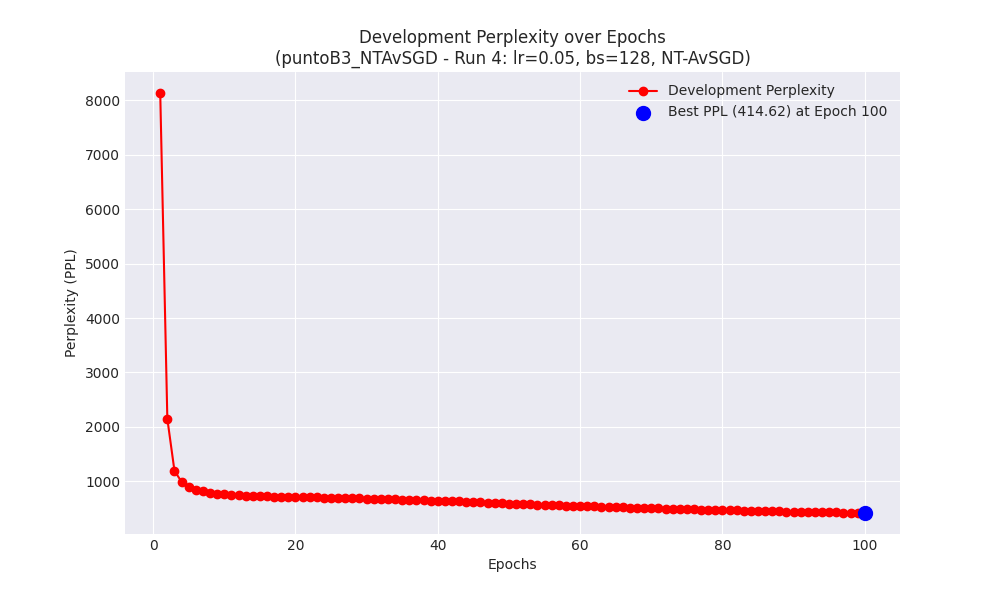 Development Perplexity over Epochs
(puntoB3_NTAvSGD - Run 4: lr=0.05, bs=128, NT-AvSGD)
Development Perplexity
Best PPL (414.62) at Epoch 100
Perplexity (PPL)
8000
7000
6000
5000
4000
3000
2000
1000
0 20 40 60 80 100
Epochs